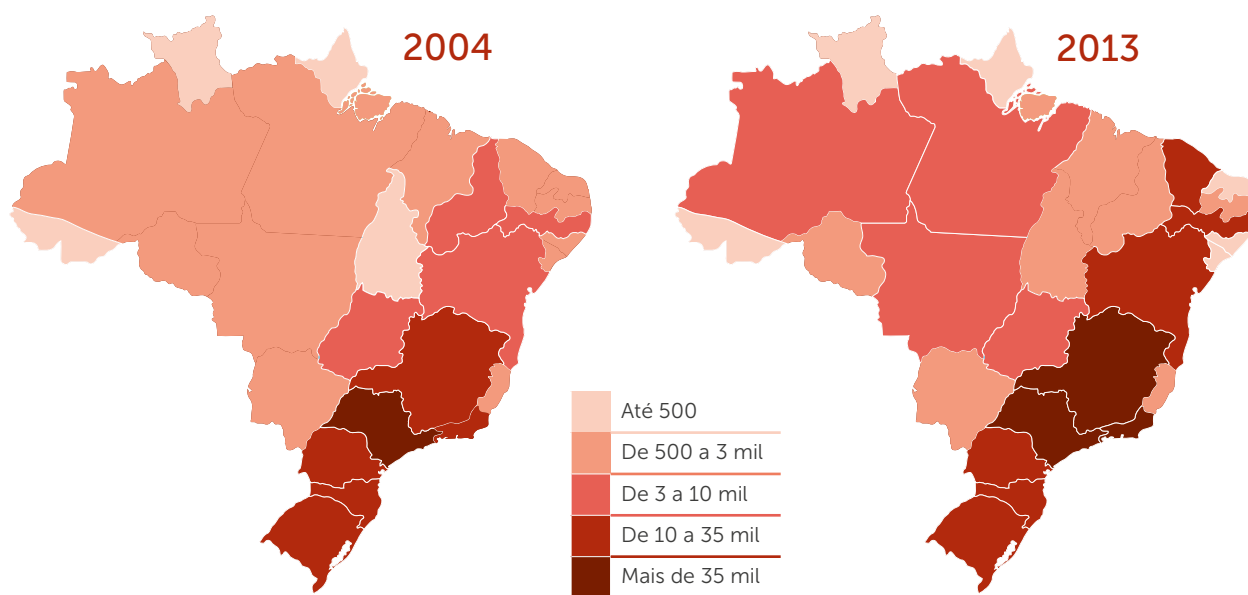 2004
2013
Até 500
De 500 a 3 mil
De 3 a 10 mil
De 10 a 35 mil
Mais de 35 mil